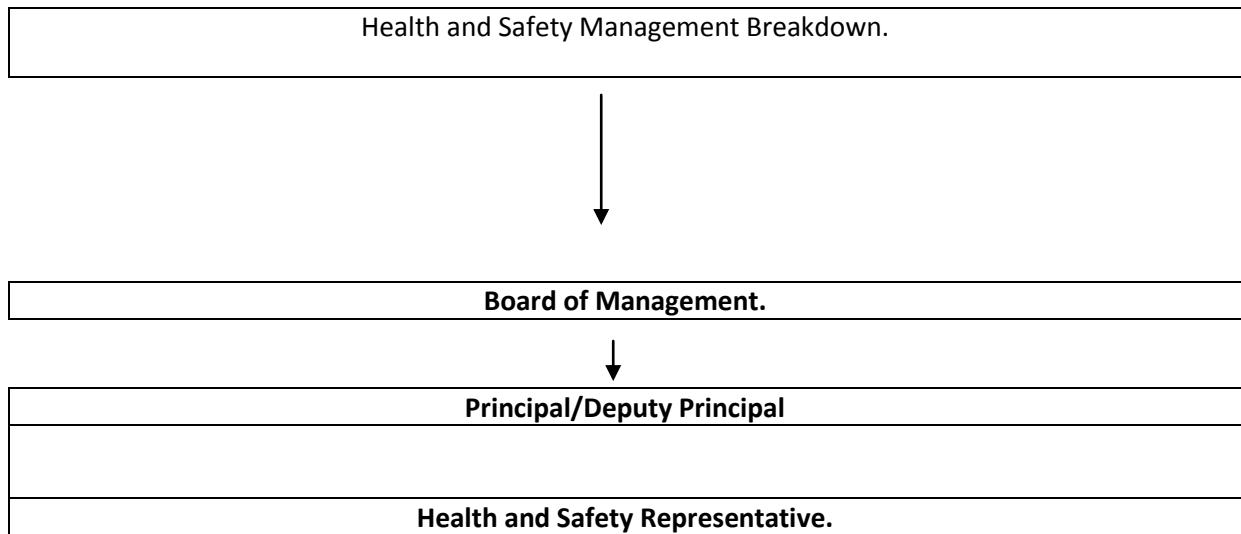 Health and Safety Management Breakdown.
Board of Management.
Principal/Deputy Principal
Health and Safety Representative.